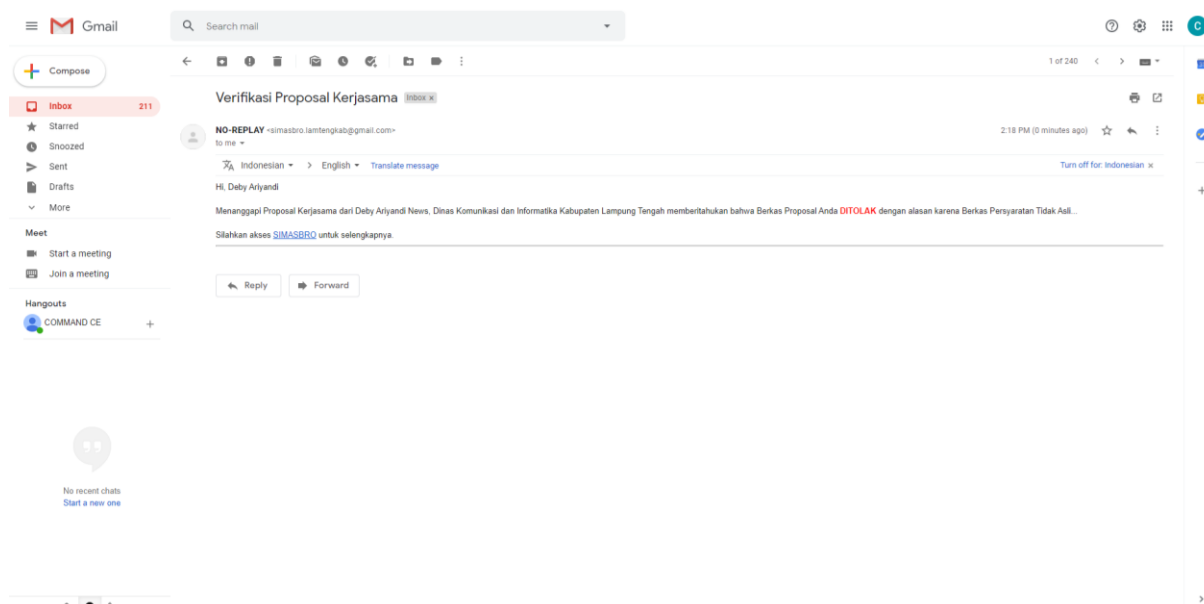 Gmail
Search mail
Compose
1 of 240
Inbox 211
Starred
Snoozed
Sent
Drafts
More
Meet
Start a meeting
Join a meeting
Hangouts
COMMAND CE
No recent chats
Start a new one
Verifikasi Proposal Kerjasama Inbox x
NO-REPLAY <simasbro.lamtengkab@gmail.com> 2:18 PM (0 minutes ago)
to me
Indonesian > English Translate message Turn off for: Indonesian x
Hi, Deby Ariyandi
Menanggapi Proposal Kerjasama dari Deby Ariyandi News, Dinas Komunikasi dan Informatika Kabupaten Lampung Tengah memberitahukan bahwa Berkas Proposal Anda DITOLAK dengan alasan karena Berkas Persyaratan Tidak Asli...
Silahkan akses SIMASBRO untuk selengkapnya.
Reply Forward
C